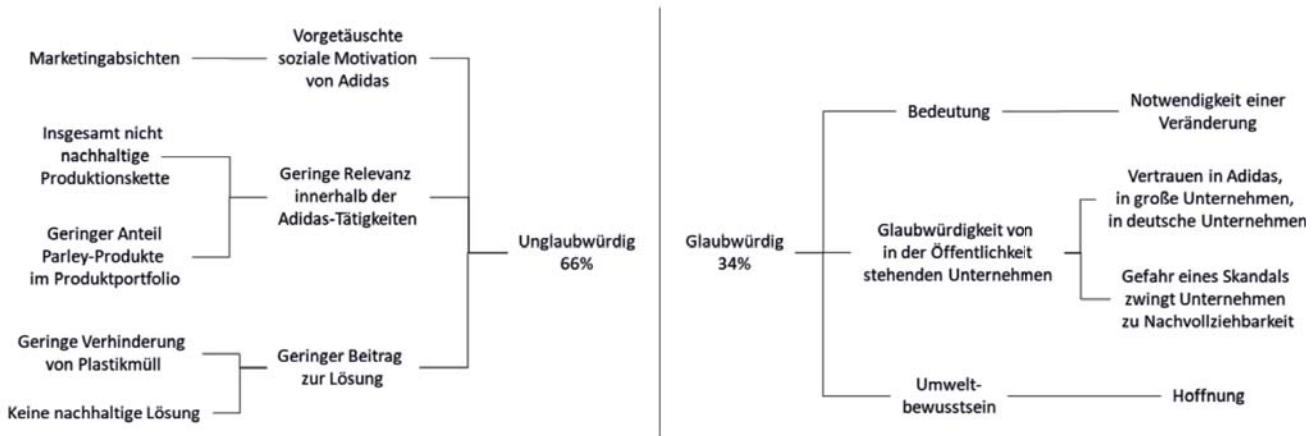 Marketingabsichten
Vorgetäuschte
soziale Motivation
von Adidas
Insgesamt nicht
nachhaltige
Produktionskette
Geringer Anteil
Parley-Produkte
im Produktportfolio
Geringe Relevanz
innerhalb der
Adidas-Tätigkeiten
Geringe Verhinderung
von Plastikmüll
Keine nachhaltige Lösung
Geringer Beitrag
zur Lösung
Unglaubwürdig
66%
Glaubwürdig
34%
Bedeutung
Notwendigkeit einer
Veränderung
Glaubwürdigkeit von
in der Öffentlichkeit
stehenden Unternehmen
Vertrauen in Adidas,
in große Unternehmen,
in deutsche Unternehmen
Gefahr eines Skandals
zwingt Unternehmen
zu Nachvollziehbarkeit
Umwelt-
bewusstsein
Hoffnung